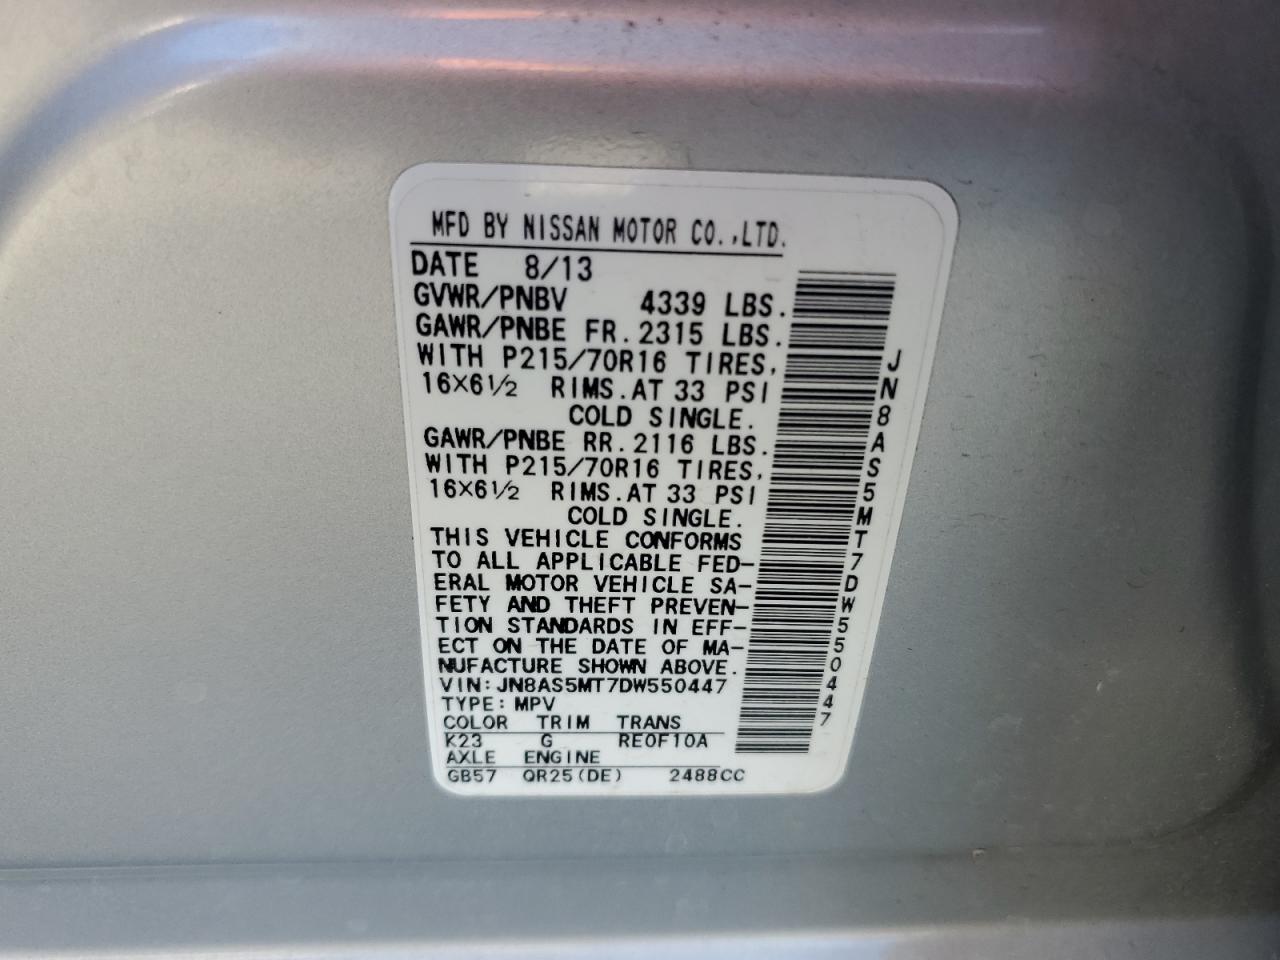 MFD BY NISSAN MOTOR CO.,LTD.
DATE 8/13
GVWR/PNBV 4339 LBS.
GAWR/PNBE FR. 2315 LBS.
WITH P215/70R16 TIRES,
16×6½ RIMS. AT 33 PSI
COLD SINGLE.
GAWR/PNBE RR. 2116 LBS.
WITH P215/70R16 TIRES,
16×6½ RIMS. AT 33 PSI
COLD SINGLE.
THIS VEHICLE CONFORMS
TO ALL APPLICABLE FED-
ERAL MOTOR VEHICLE SA-
FETY AND THEFT PREVEN-
TION STANDARDS IN EFF-
ECT ON THE DATE OF MA-
NUFACTURE SHOWN ABOVE.
VIN:JN8AS5MT7DW550447
TYPE:MPV
COLOR TRIM TRANS
K23 G RE0F10A
AXLE ENGINE
GB57 QR25(DE) 2488CC
JN8AS5MT7DW550447